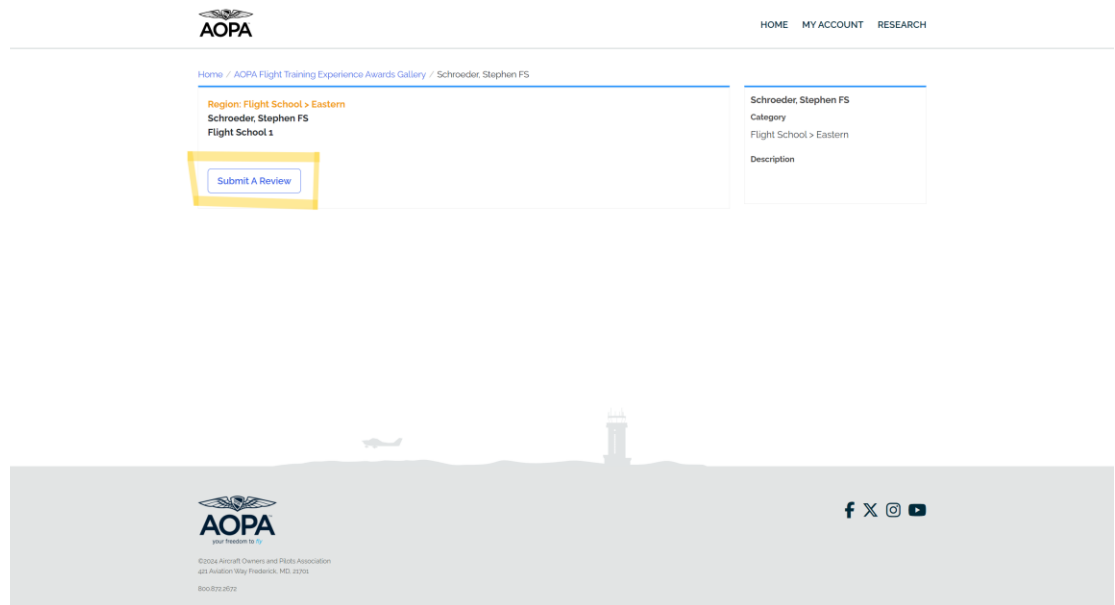 AOPA
HOME MY ACCOUNT RESEARCH
Home / AOPA Flight Training Experience Awards Gallery / Schroeder, Stephen FS
Region: Flight School > Eastern
Schroeder, Stephen FS
Flight School 1
Submit A Review
Schroeder, Stephen FS
Category
Flight School > Eastern
Description
AOPA
your freedom to fly
©2024 Aircraft Owners and Pilots Association
421 Aviation Way Frederick, MD, 21701
800.872.2672